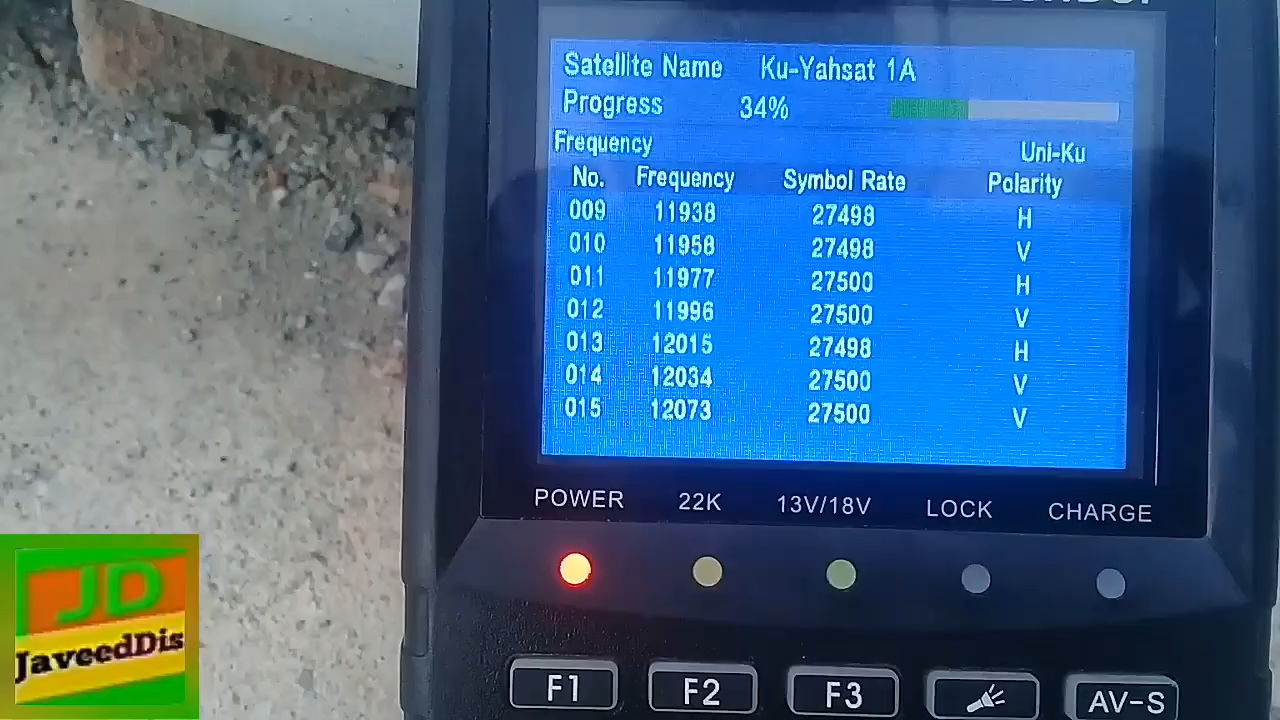 Satellite Name Ku-Yahsat 1A
Progress 34%
Frequency Uni-Ku
No. Frequency Symbol Rate Polarity
009 11938 27498 H
010 11958 27498 V
011 11977 27500 H
012 11996 27500 V
013 12015 27498 H
014 12034 27500 V
015 12073 27500 V
POWER 22K 13V/18V LOCK CHARGE
JD
JaveedDis
F1 F2 F3 AV-S